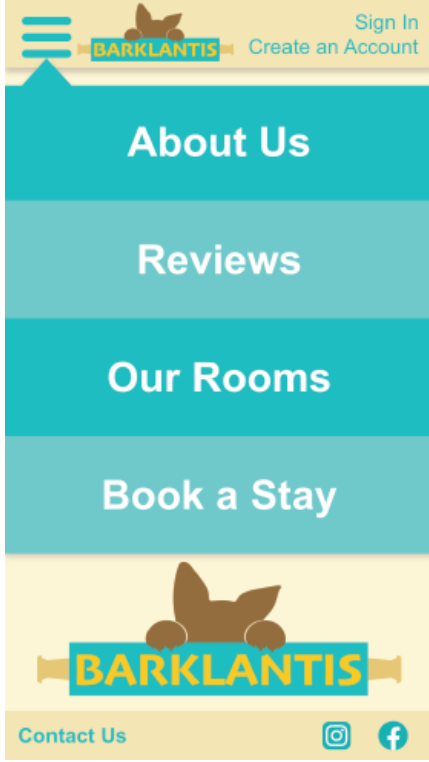 BARKLANTIS
Sign In
Create an Account
About Us
Reviews
Our Rooms
Book a Stay
BARKLANTIS
Contact Us